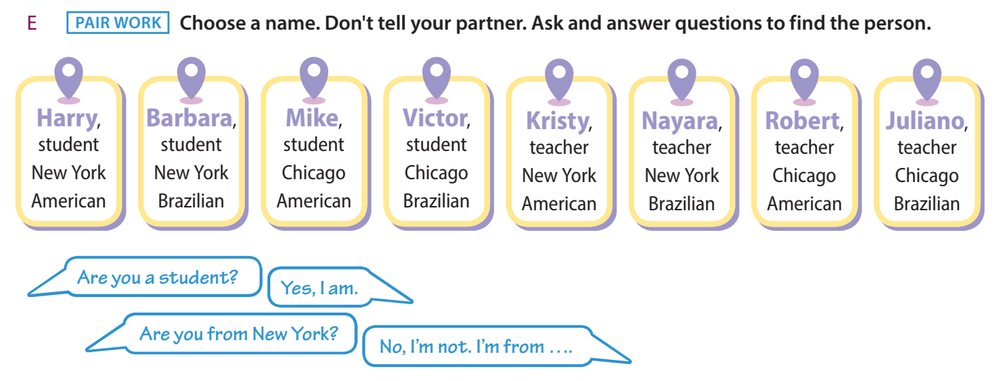 E PAIR WORK Choose a name. Don't tell your partner. Ask and answer questions to find the person.
Harry,
student
New York
American
Barbara,
student
New York
Brazilian
Mike,
student
Chicago
American
Victor,
student
Chicago
Brazilian
Kristy,
teacher
New York
American
Nayara,
teacher
New York
Brazilian
Robert,
teacher
Chicago
American
Juliano,
teacher
Chicago
Brazilian
Are you a student?
Yes, I am.
Are you from New York?
No, I'm not. I'm from ....